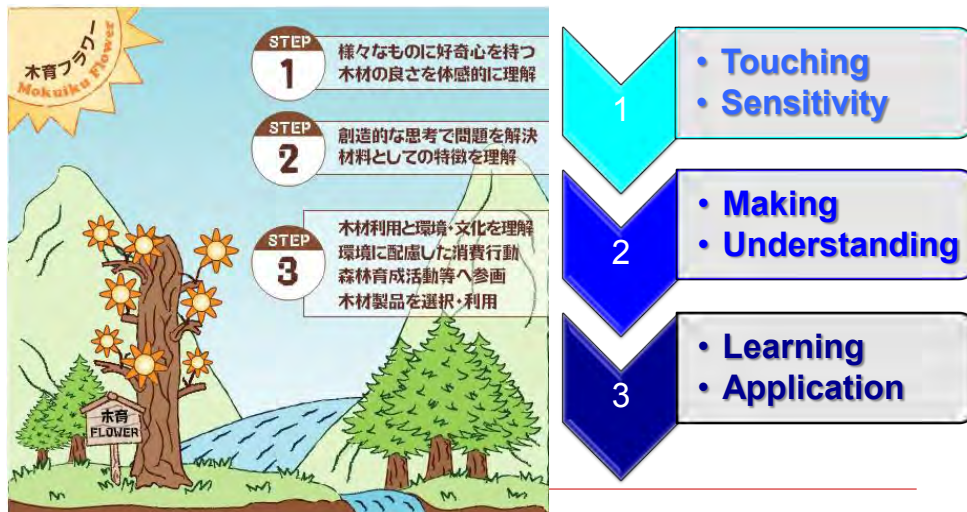 木育フラワー
Mokuiku Flower
STEP
1
様々なものに好奇心を持つ
木材の良さを体感的に理解
STEP
2
創造的な思考で問題を解決
材料としての特徴を理解
STEP
3
木材利用と環境・文化を理解
環境に配慮した消費行動
森林育成活動等へ参画
木材製品を選択・利用
木育
FLOWER
1
• Touching
• Sensitivity
2
• Making
• Understanding
3
• Learning
• Application